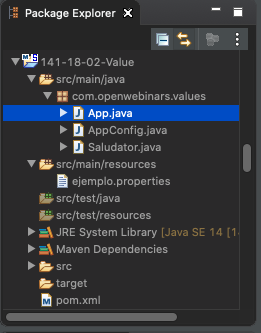 Package Explorer
141-18-02-Value
src/main/java
com.openwebinars.values
App.java
AppConfig.java
Saludator.java
src/main/resources
ejemplo.properties
src/test/java
src/test/resources
JRE System Library [Java SE 14 [14
Maven Dependencies
src
target
pom.xml